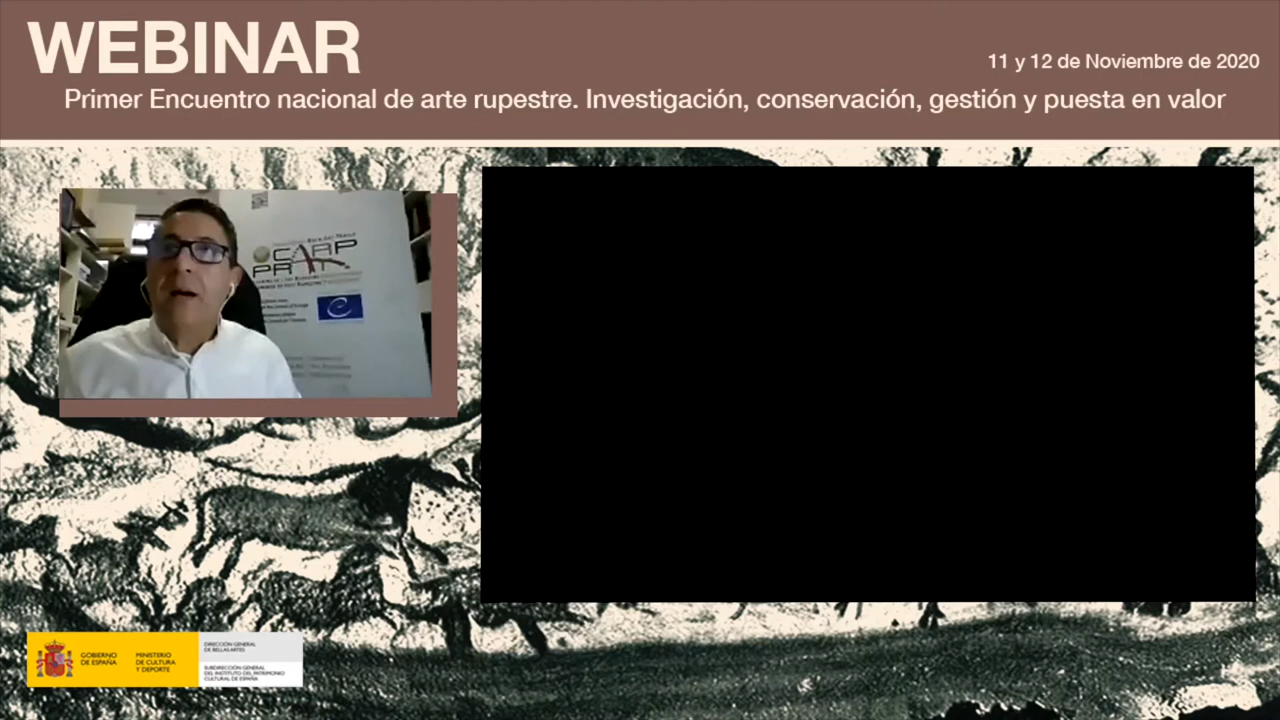 WEBINAR
11 y 12 de Noviembre de 2020
Primer Encuentro nacional de arte rupestre. Investigación, conservación, gestión y puesta en valor
CARP
PRAT
GOBIERNO
DE ESPAÑA
MINISTERIO
DE CULTURA
Y DEPORTE
DIRECCIÓN GENERAL
DE BELLAS ARTES
SUBDIRECCIÓN GENERAL
DEL INSTITUTO DEL PATRIMONIO
CULTURAL DE ESPAÑA